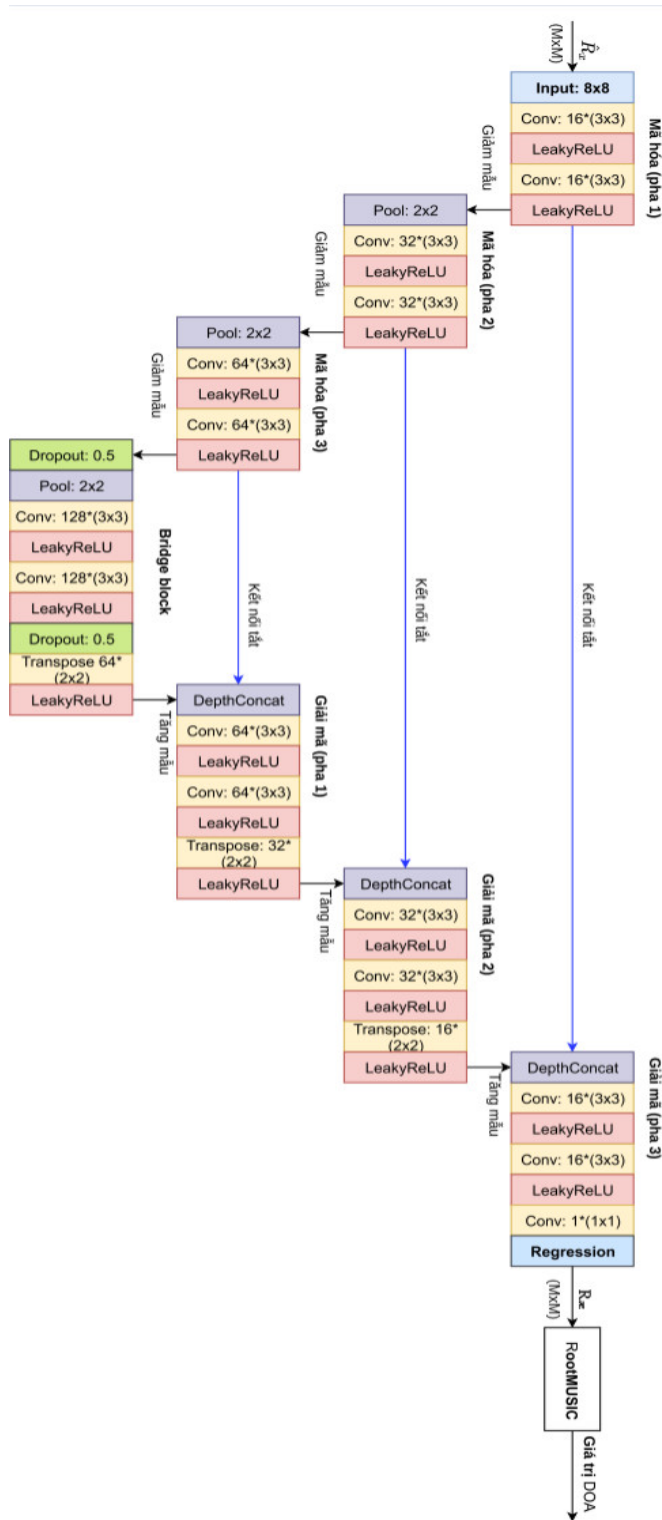 R̂x
(MxM)
Input: 8x8
Conv: 16*(3x3)
LeakyReLU
Conv: 16*(3x3)
LeakyReLU
Mã hóa (pha 1)
Giảm mẫu
Pool: 2x2
Conv: 32*(3x3)
LeakyReLU
Conv: 32*(3x3)
LeakyReLU
Mã hóa (pha 2)
Giảm mẫu
Pool: 2x2
Conv: 64*(3x3)
LeakyReLU
Conv: 64*(3x3)
LeakyReLU
Mã hóa (pha 3)
Giảm mẫu
Dropout: 0.5
Pool: 2x2
Conv: 128*(3x3)
LeakyReLU
Conv: 128*(3x3)
LeakyReLU
Dropout: 0.5
Transpose 64*
(2x2)
LeakyReLU
Bridge block
Kết nối tắt
Kết nối tắt
Kết nối tắt
Tăng mẫu
DepthConcat
Conv: 64*(3x3)
LeakyReLU
Conv: 64*(3x3)
LeakyReLU
Transpose: 32*
(2x2)
LeakyReLU
Giải mã (pha 1)
Tăng mẫu
DepthConcat
Conv: 32*(3x3)
LeakyReLU
Conv: 32*(3x3)
LeakyReLU
Transpose: 16*
(2x2)
LeakyReLU
Giải mã (pha 2)
Tăng mẫu
DepthConcat
Conv: 16*(3x3)
LeakyReLU
Conv: 16*(3x3)
LeakyReLU
Conv: 1*(1x1)
Regression
Giải mã (pha 3)
Rx
(MxM)
RootMUSIC
Giá trị DOA